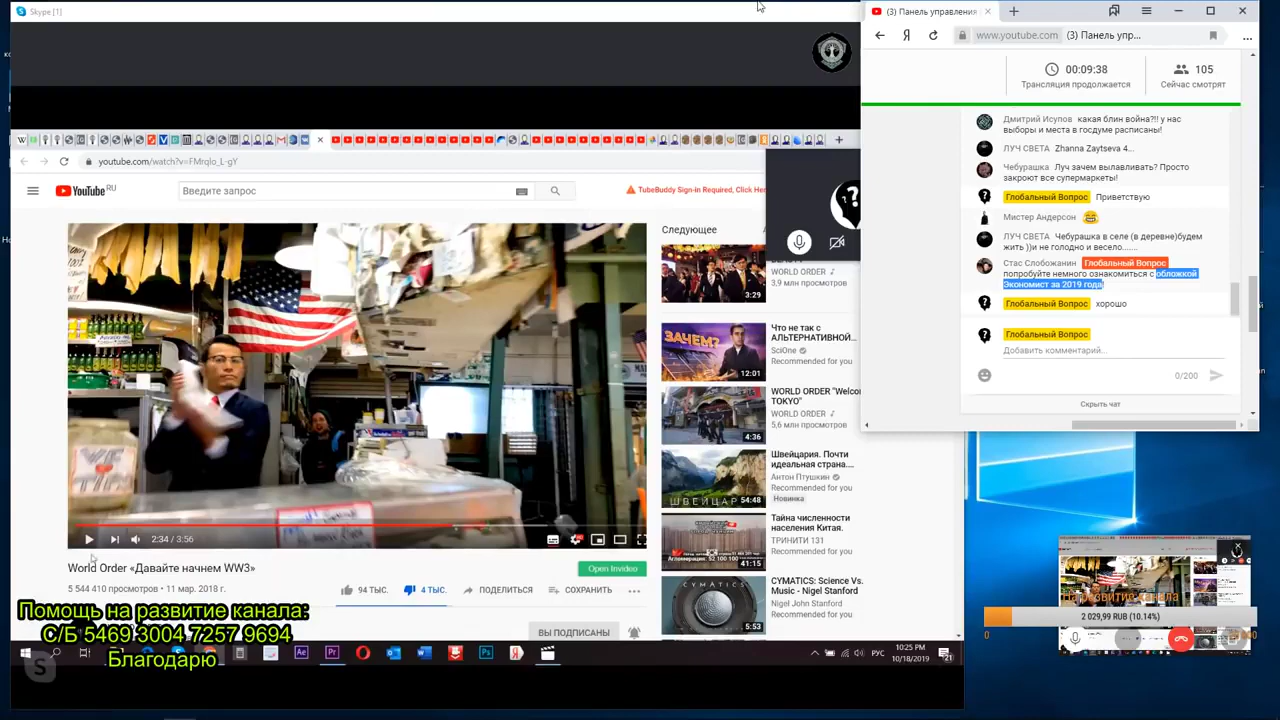 Skype [1]
(3) Панель управления
www.youtube.com (3) Панель упр...
00:09:38
Трансляция продолжается
105
Сейчас смотрят
Дмитрий Исупов какая блин война?!! у нас
выборы и места в госдуме расписаны!
ЛУЧ СВЕТА Zhanna Zaytseva 4...
Чебурашка Луч зачем вылавливать? Просто
закроют все супермаркеты!
Глобальный Вопрос Приветствую
Мистер Андерсон
ЛУЧ СВЕТА Чебурашка в селе (в деревне)будем
жить ))и не голодно и весело.......
Стас Слобожанин Глобальный Вопрос
попробуйте немного ознакомиться с обложкой
Экономист за 2019 года
Глобальный Вопрос хорошо
Глобальный Вопрос
Добавить комментарий...
0/200
Скрыть чат
youtube.com/watch?v=FMrqIo_L-gY
YouTube RU
Введите запрос
TubeBuddy Sign-in Required, Click Here
Следующее
WORLD ORDER
3,9 млн просмотров
3:29
Что не так с
АЛЬТЕРНАТИВНОЙ...
SciOne
Recommended for you
ЗАЧЕМ?
12:01
WORLD ORDER "Welcome
TOKYO"
WORLD ORDER
5,6 млн просмотров
4:36
Швейцария. Почти
идеальная страна....
Антон Птушкин
Recommended for you
Новинка
ШВЕЙЦАР
54:48
Тайна численности
населения Китая.
ТРИНИТИ 131
Recommended for you
41:15
CYMATICS: Science Vs.
Music - Nigel Stanford
Nigel John Stanford
Recommended for you
CYMATICS
5:53
2:34 / 3:56
World Order «Давайте начнем WW3»
Open Invideo
5 544 410 просмотров • 11 мар. 2018 г.
94 ТЫС.
4 ТЫС.
ПОДЕЛИТЬСЯ
СОХРАНИТЬ
ВЫ ПОДПИСАНЫ
Помощь на развитие канала:
С/Б 5469 3004 7257 9694
Благодарю
РУС
10:25 PM
10/18/2019
21
На развитие канала
2 029,99 RUB (10.14%)
0